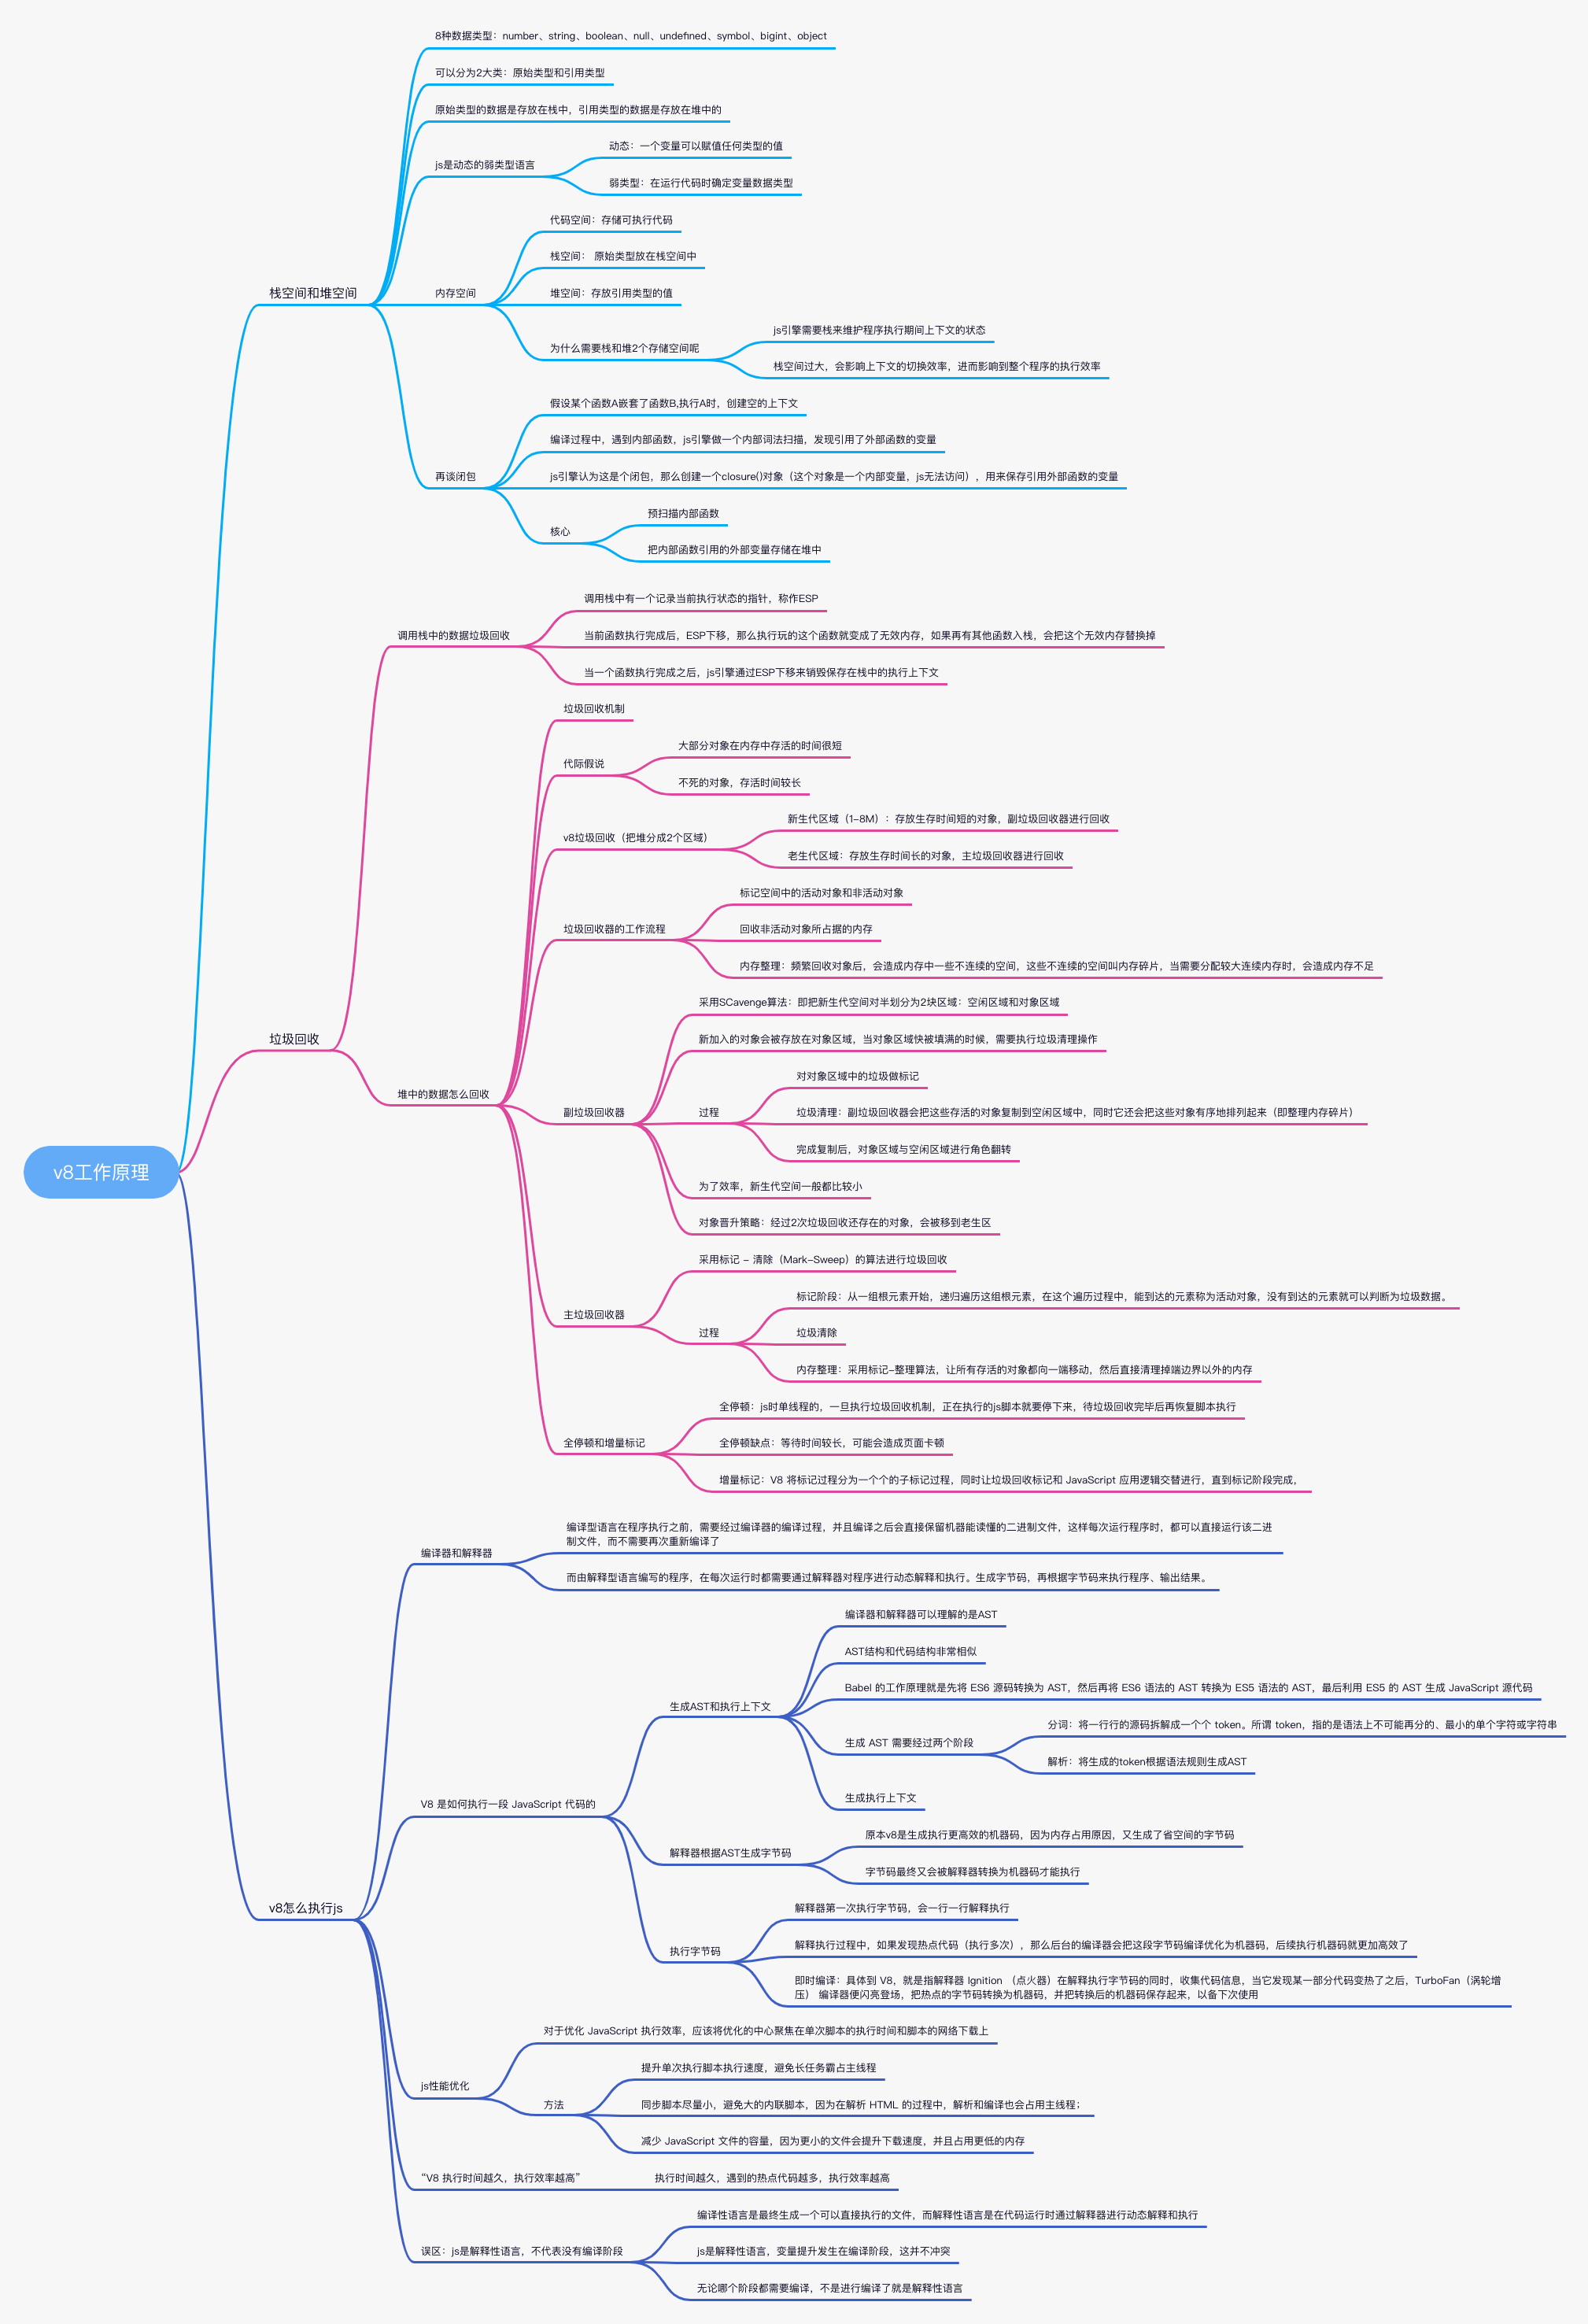 8种数据类型：number、string、boolean、null、undefined、symbol、bigint、object
可以分为2大类：原始类型和引用类型
原始类型的数据是存放在栈中，引用类型的数据是存放在堆中的
js是动态的弱类型语言
动态：一个变量可以赋值任何类型的值
弱类型：在运行代码时确定变量数据类型
栈空间和堆空间
内存空间
代码空间：存储可执行代码
栈空间： 原始类型放在栈空间中
堆空间：存放引用类型的值
为什么需要栈和堆2个存储空间呢
js引擎需要栈来维护程序执行期间上下文的状态
栈空间过大，会影响上下文的切换效率，进而影响到整个程序的执行效率
再谈闭包
假设某个函数A嵌套了函数B,执行A时，创建空的上下文
编译过程中，遇到内部函数，js引擎做一个内部词法扫描，发现引用了外部函数的变量
js引擎认为这是个闭包，那么创建一个closure()对象（这个对象是一个内部变量，js无法访问），用来保存引用外部函数的变量
核心
预扫描内部函数
把内部函数引用的外部变量存储在堆中
垃圾回收
调用栈中的数据垃圾回收
调用栈中有一个记录当前执行状态的指针，称作ESP
当前函数执行完成后，ESP下移，那么执行玩的这个函数就变成了无效内存，如果再有其他函数入栈，会把这个无效内存替换掉
当一个函数执行完成之后，js引擎通过ESP下移来销毁保存在栈中的执行上下文
堆中的数据怎么回收
垃圾回收机制
代际假说
大部分对象在内存中存活的时间很短
不死的对象，存活时间较长
v8垃圾回收（把堆分成2个区域）
新生代区域（1-8M）：存放生存时间短的对象，副垃圾回收器进行回收
老生代区域：存放生存时间长的对象，主垃圾回收器进行回收
垃圾回收器的工作流程
标记空间中的活动对象和非活动对象
回收非活动对象所占据的内存
内存整理：频繁回收对象后，会造成内存中一些不连续的空间，这些不连续的空间叫内存碎片，当需要分配较大连续内存时，会造成内存不足
副垃圾回收器
采用SCavenge算法：即把新生代空间对半划分为2块区域：空闲区域和对象区域
新加入的对象会被存放在对象区域，当对象区域快被填满的时候，需要执行垃圾清理操作
过程
对对象区域中的垃圾做标记
垃圾清理：副垃圾回收器会把这些存活的对象复制到空闲区域中，同时它还会把这些对象有序地排列起来（即整理内存碎片）
完成复制后，对象区域与空闲区域进行角色翻转
为了效率，新生代空间一般都比较小
对象晋升策略：经过2次垃圾回收还存在的对象，会被移到老生区
主垃圾回收器
采用标记 - 清除（Mark-Sweep）的算法进行垃圾回收
过程
标记阶段：从一组根元素开始，递归遍历这组根元素，在这个遍历过程中，能到达的元素称为活动对象，没有到达的元素就可以判断为垃圾数据。
垃圾清除
内存整理：采用标记-整理算法，让所有存活的对象都向一端移动，然后直接清理掉端边界以外的内存
全停顿和增量标记
全停顿：js时单线程的，一旦执行垃圾回收机制，正在执行的js脚本就要停下来，待垃圾回收完毕后再恢复脚本执行
全停顿缺点：等待时间较长，可能会造成页面卡顿
增量标记：V8 将标记过程分为一个个的子标记过程，同时让垃圾回收标记和 JavaScript 应用逻辑交替进行，直到标记阶段完成，
v8工作原理
v8怎么执行js
编译器和解释器
编译型语言在程序执行之前，需要经过编译器的编译过程，并且编译之后会直接保留机器能读懂的二进制文件，这样每次运行程序时，都可以直接运行该二进
制文件，而不需要再次重新编译了
而由解释型语言编写的程序，在每次运行时都需要通过解释器对程序进行动态解释和执行。生成字节码，再根据字节码来执行程序、输出结果。
V8 是如何执行一段 JavaScript 代码的
生成AST和执行上下文
编译器和解释器可以理解的是AST
AST结构和代码结构非常相似
Babel 的工作原理就是先将 ES6 源码转换为 AST，然后再将 ES6 语法的 AST 转换为 ES5 语法的 AST，最后利用 ES5 的 AST 生成 JavaScript 源代码
生成 AST 需要经过两个阶段
分词：将一行行的源码拆解成一个个 token。所谓 token，指的是语法上不可能再分的、最小的单个字符或字符串
解析：将生成的token根据语法规则生成AST
生成执行上下文
解释器根据AST生成字节码
原本v8是生成执行更高效的机器码，因为内存占用原因，又生成了省空间的字节码
字节码最终又会被解释器转换为机器码才能执行
执行字节码
解释器第一次执行字节码，会一行一行解释执行
解释执行过程中，如果发现热点代码（执行多次），那么后台的编译器会把这段字节码编译优化为机器码，后续执行机器码就更加高效了
即时编译：具体到 V8，就是指解释器 Ignition （点火器）在解释执行字节码的同时，收集代码信息，当它发现某一部分代码变热了之后，TurboFan（涡轮增
压） 编译器便闪亮登场，把热点的字节码转换为机器码，并把转换后的机器码保存起来，以备下次使用
js性能优化
对于优化 JavaScript 执行效率，应该将优化的中心聚焦在单次脚本的执行时间和脚本的网络下载上
方法
提升单次执行脚本执行速度，避免长任务霸占主线程
同步脚本尽量小，避免大的内联脚本，因为在解析 HTML 的过程中，解析和编译也会占用主线程；
减少 JavaScript 文件的容量，因为更小的文件会提升下载速度，并且占用更低的内存
“V8 执行时间越久，执行效率越高”
执行时间越久，遇到的热点代码越多，执行效率越高
误区：js是解释性语言，不代表没有编译阶段
编译性语言是最终生成一个可以直接执行的文件，而解释性语言是在代码运行时通过解释器进行动态解释和执行
js是解释性语言，变量提升发生在编译阶段，这并不冲突
无论哪个阶段都需要编译，不是进行编译了就是解释性语言